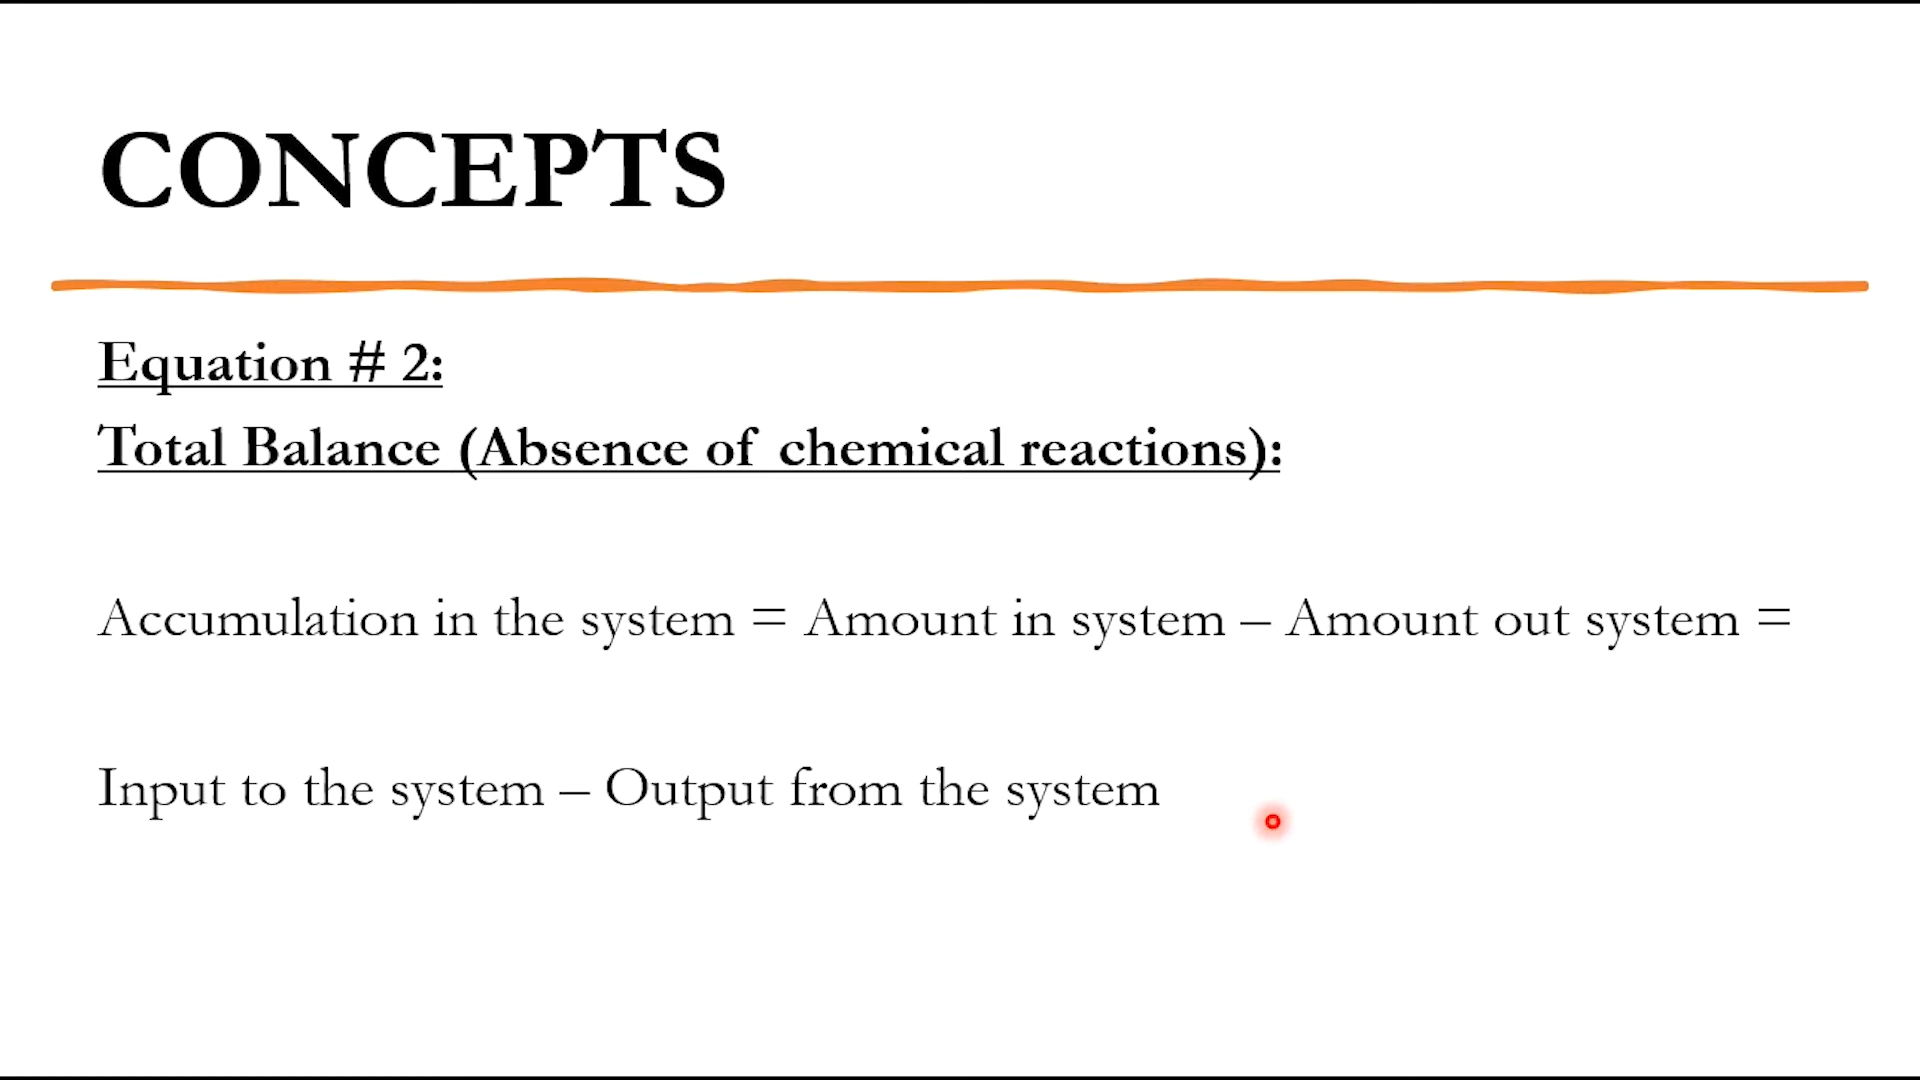 CONCEPTS
Equation # 2:
Total Balance (Absence of chemical reactions):
Accumulation in the system = Amount in system – Amount out system =
Input to the system – Output from the system